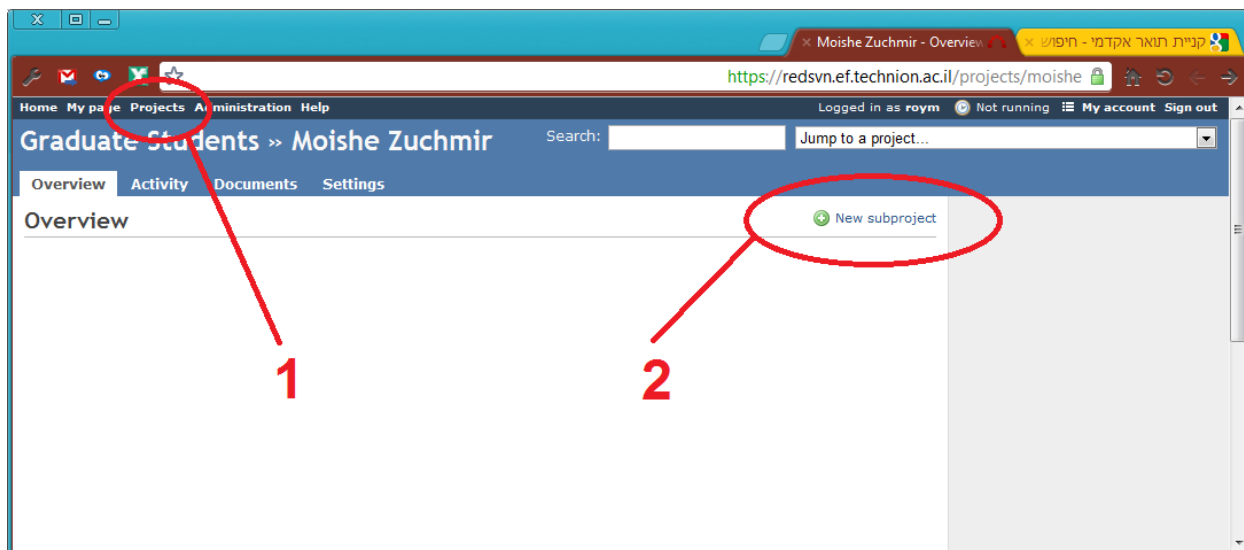 X
× Moishe Zuchmir - Overview
× קניית תואר אקדמי - חיפוש
https://redsvn.ef.technion.ac.il/projects/moishe
Home My page Projects Administration Help Logged in as roym Not running My account Sign out
Graduate Students » Moishe Zuchmir Search: Jump to a project...
Overview Activity Documents Settings
Overview New subproject
1 2